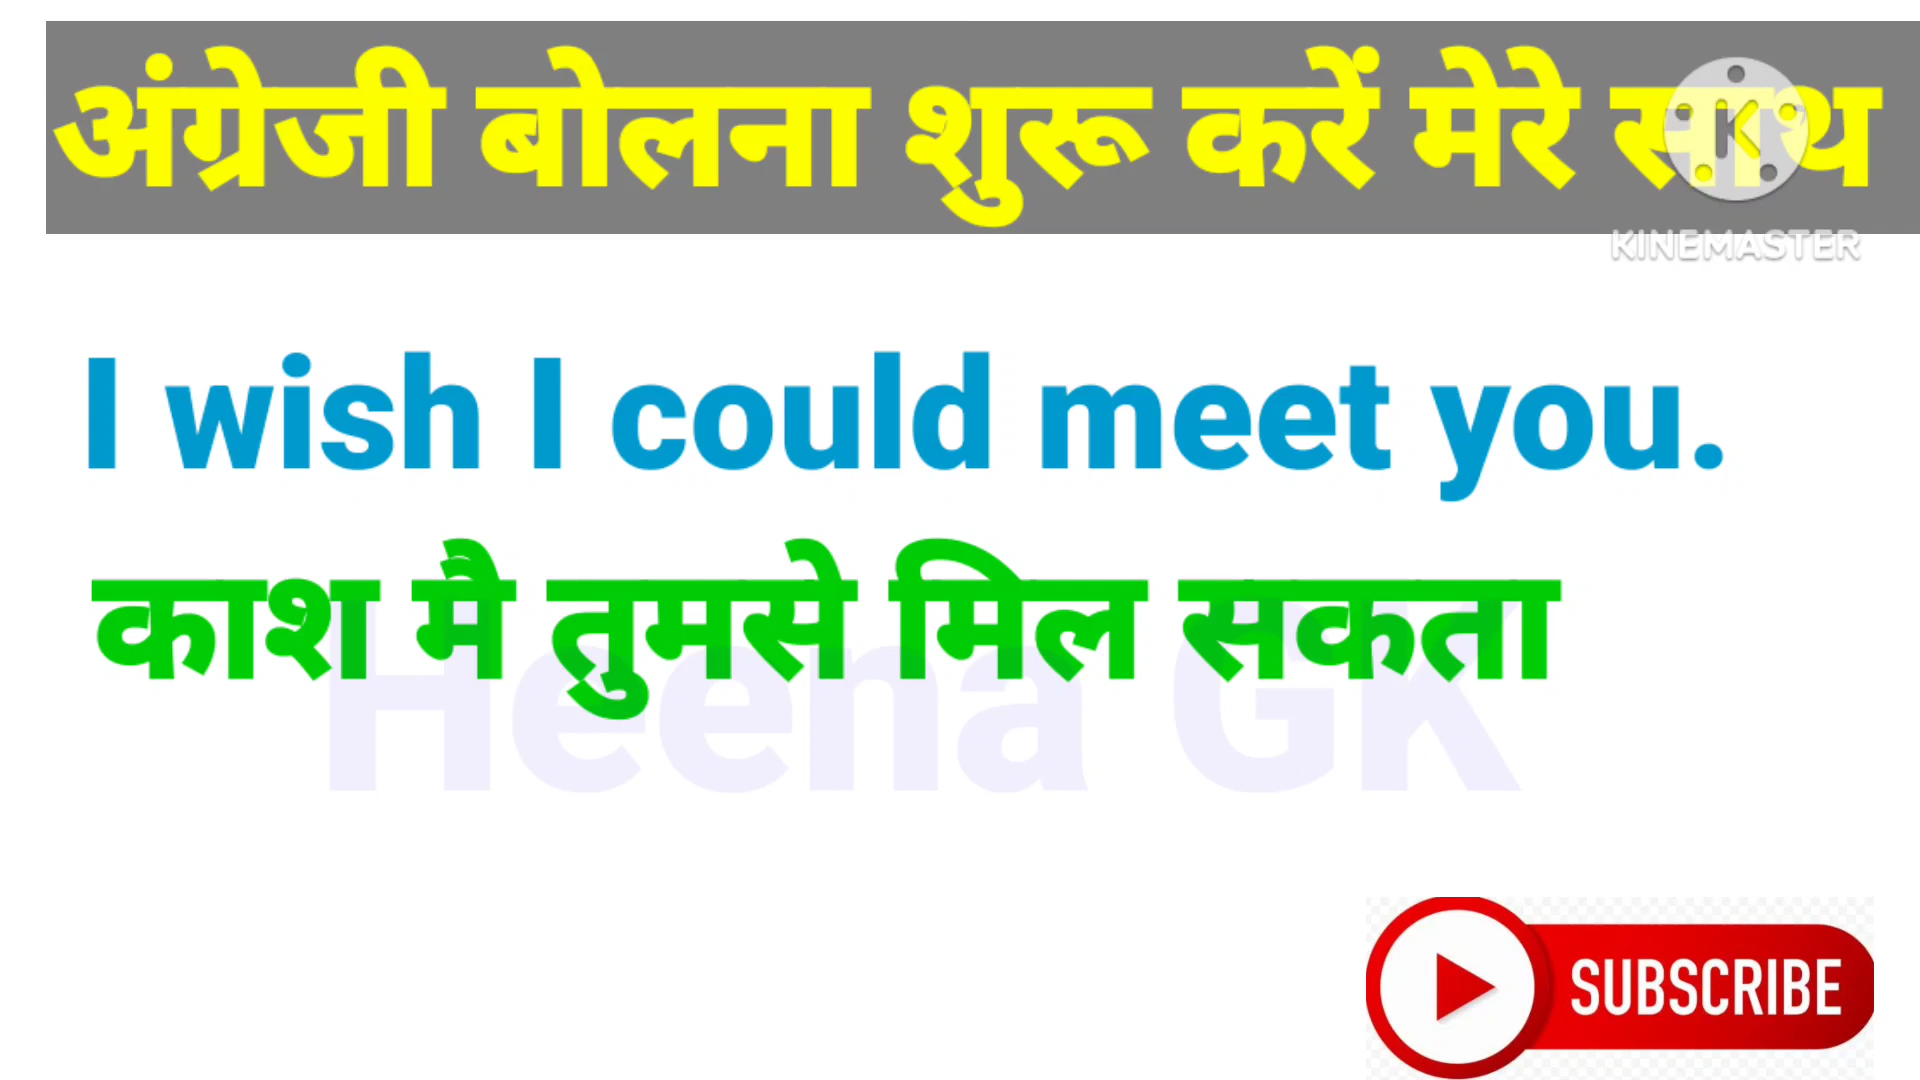 अंग्रेजी बोलना शुरू करें मेरे साथ
KINEMASTER
I wish I could meet you.
काश मै तुमसे मिल सकता
Heena GK
SUBSCRIBE